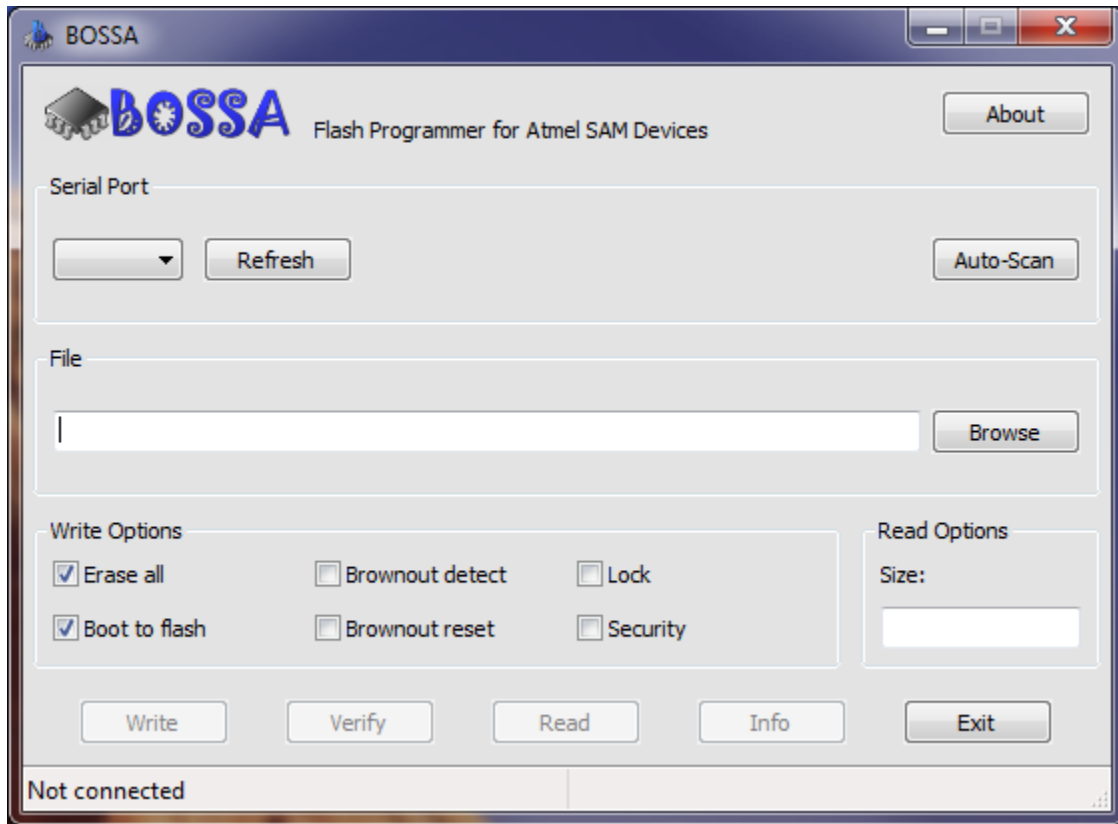 BOSSA
BOSSA Flash Programmer for Atmel SAM Devices About
Serial Port
Refresh Auto-Scan
File
Browse
Write Options Read Options
Erase all Brownout detect Lock Size:
Boot to flash Brownout reset Security
Write Verify Read Info Exit
Not connected